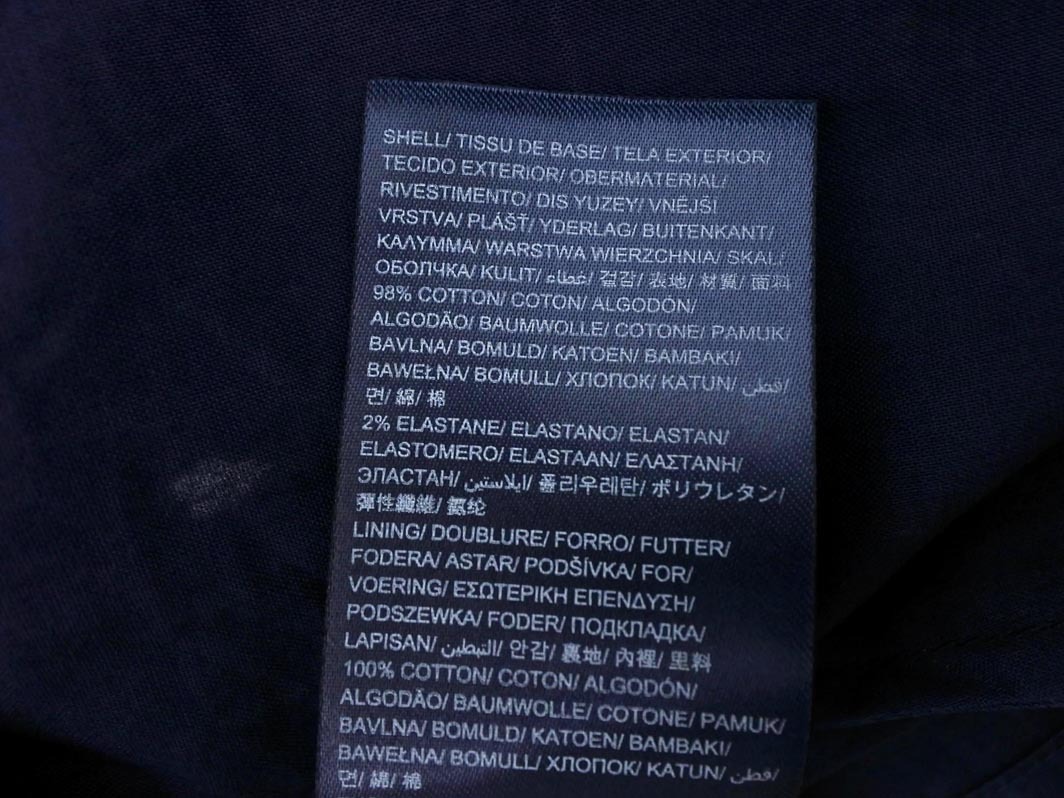 SHELL/ TISSU DE BASE/ TELA EXTERIOR/
TECIDO EXTERIOR/ OBERMATERIAL/
RIVESTIMENTO/ DIS YUZEY/ VNĚJŠI
VRSTVA/ PLÁŠŤ/ YDERLAG/ BUITENKANT/
ΚΑΛΥΜΜΑ/ WARSTWA WIERZCHNIA/ SKAL/
ОБОЛЧКА/ KULIT/ غطاء/ 겉감/ 表地/ 材質/ 面料
98% COTTON/ COTON/ ALGODÓN/
ALGODÃO/ BAUMWOLLE/ COTONE/ PAMUK/
BAVLNA/ BOMULD/ KATOEN/ BAMBAKI/
BAWEŁNA/ BOMULL/ ХЛОПОК/ KATUN/ قطن/
면/ 綿/ 棉
2% ELASTANE/ ELASTANO/ ELASTAN/
ELASTOMERO/ ELASTAAN/ ΕΛΑΣΤΑΝΗ/
ЭЛАСТАН/ ايلاستين/ 폴리우레탄/ ポリウレタン/
彈性纖維/ 氨纶
LINING/ DOUBLURE/ FORRO/ FUTTER/
FODERA/ ASTAR/ PODŠÍVKA/ FOR/
VOERING/ ΕΣΩΤΕΡΙΚΗ ΕΠΕΝΔΥΣΗ/
PODSZEWKA/ FODER/ ПОДКЛАДКА/
LAPISAN/ التبطين/ 안감/ 裏地/ 內裡/ 里料
100% COTTON/ COTON/ ALGODÓN/
ALGODÃO/ BAUMWOLLE/ COTONE/ PAMUK/
BAVLNA/ BOMULD/ KATOEN/ BAMBAKI/
BAWEŁNA/ BOMULL/ ХЛОПОК/ KATUN/ قطن/
면/ 綿/ 棉